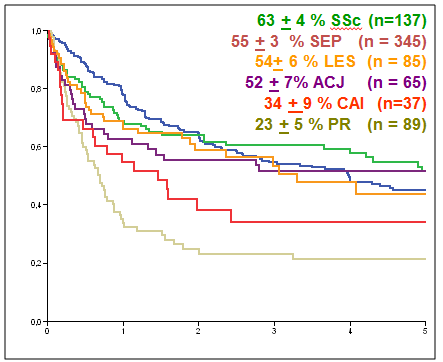 63 + 4 % SSc (n=137)
55 + 3 % SEP (n = 345)
54+ 6 % LES (n = 85)
52 + 7% ACJ (n = 65)
34 + 9 % CAI (n=37)
23 + 5 % PR (n = 89)
1,0
0,8
0,6
0,4
0,2
0,0
0 1 2 3 4 5